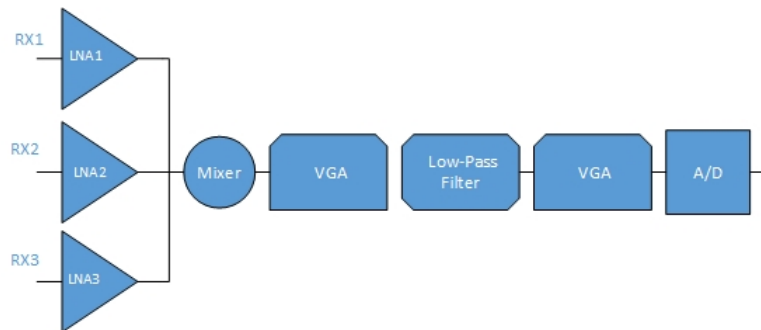 RX1
LNA1
RX2
LNA2
Mixer
VGA
Low-Pass
Filter
VGA
A/D
RX3
LNA3